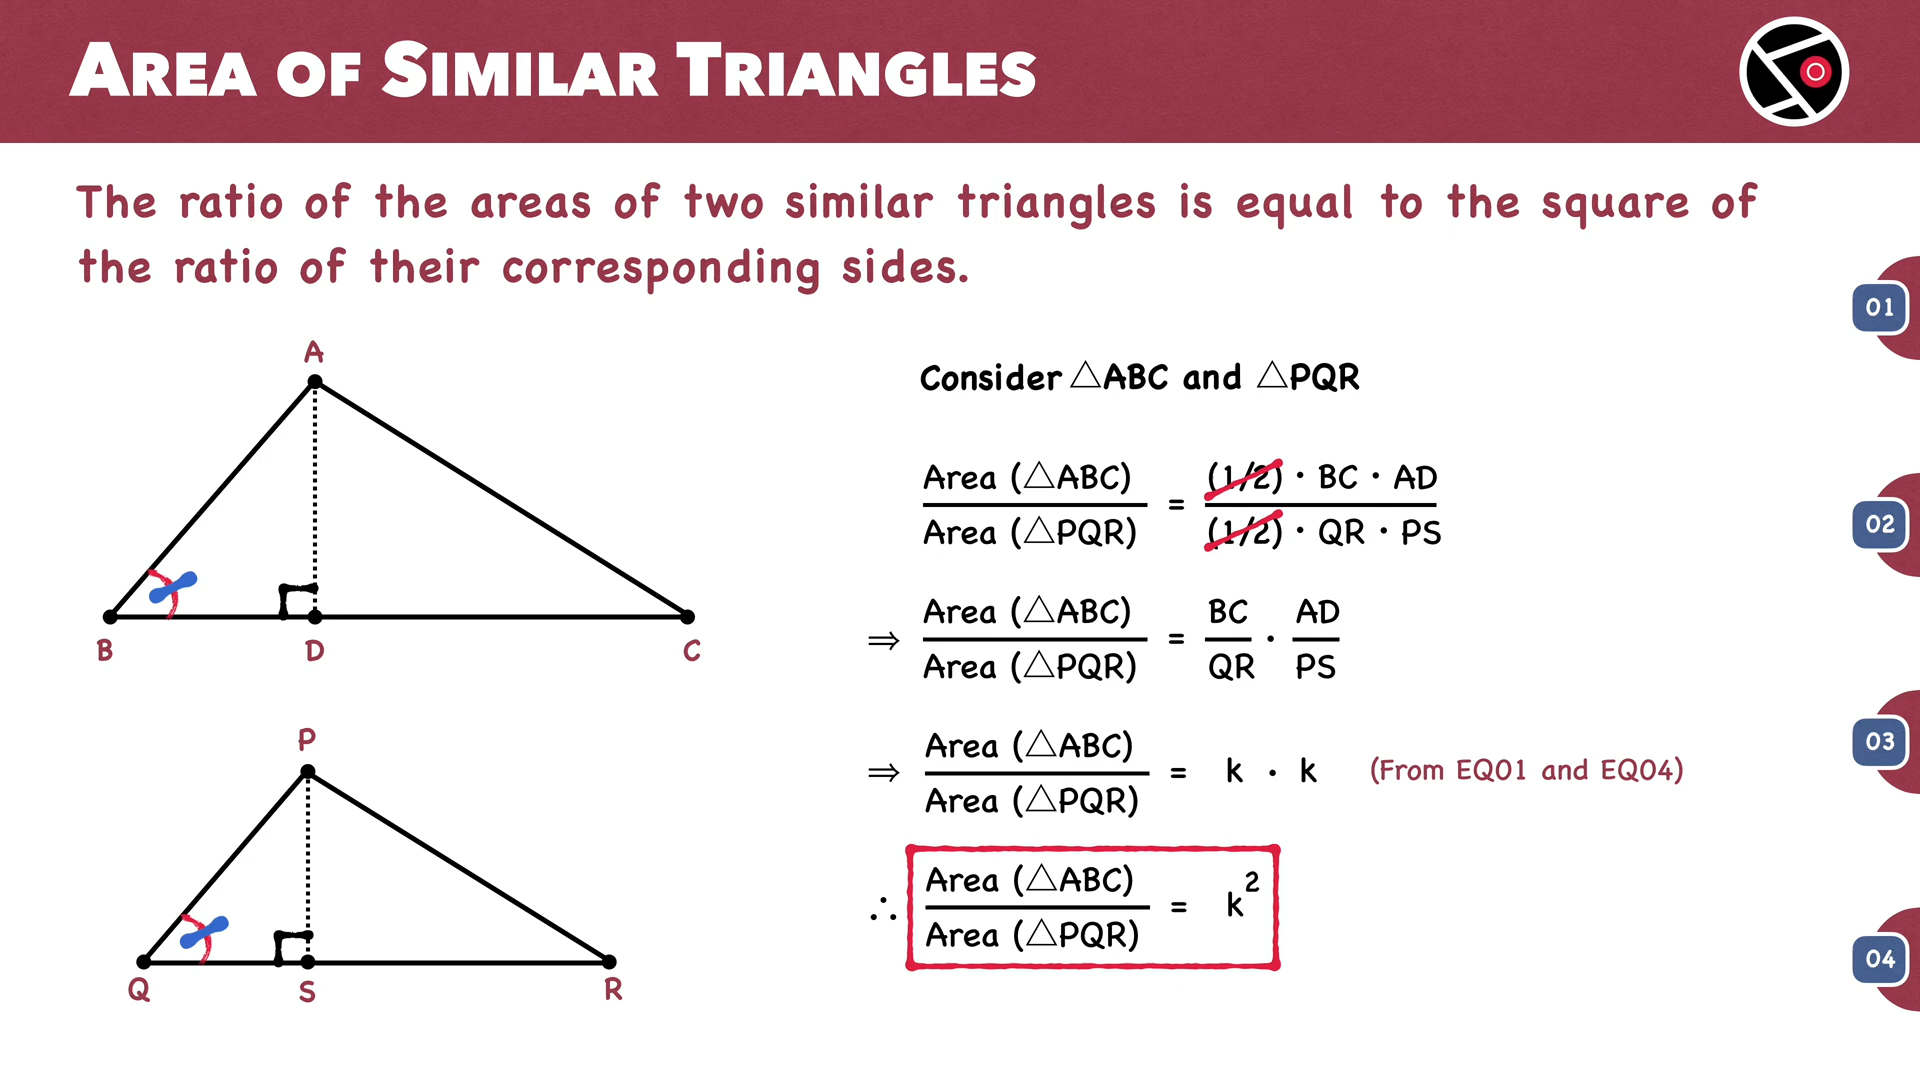 AREA OF SIMILAR TRIANGLES
The ratio of the areas of two similar triangles is equal to the square of
the ratio of their corresponding sides.
A
B
D
C
P
Q
S
R
Consider △ABC and △PQR
Area (△ABC) / Area (△PQR) = (1/2) · BC · AD / (1/2) · QR · PS
⇒ Area (△ABC) / Area (△PQR) = BC / QR · AD / PS
⇒ Area (△ABC) / Area (△PQR) = k · k (From EQ01 and EQ04)
∴ Area (△ABC) / Area (△PQR) = k²
01
02
03
04